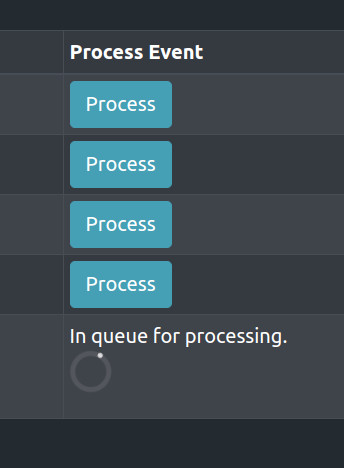 Process Event
Process
Process
Process
Process
In queue for processing.